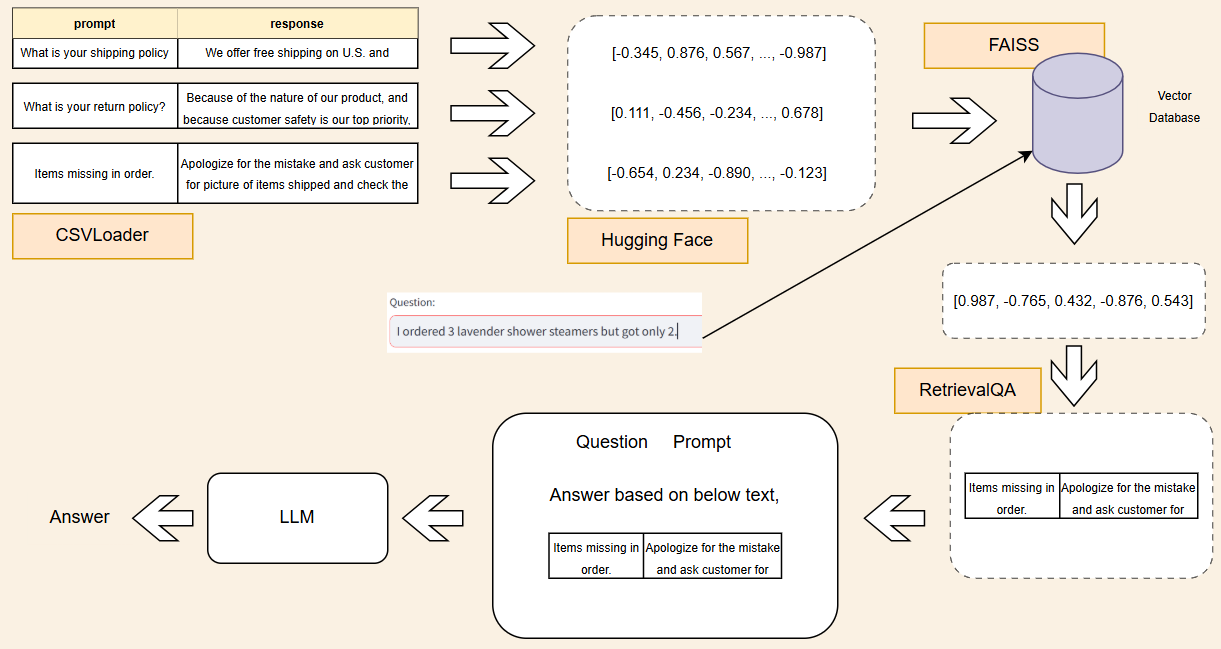 prompt response
What is your shipping policy We offer free shipping on U.S. and
What is your return policy? Because of the nature of our product, and
because customer safety is our top priority,
Items missing in order. Apologize for the mistake and ask customer
for picture of items shipped and check the
CSVLoader
[-0.345, 0.876, 0.567, ..., -0.987]
[0.111, -0.456, -0.234, ..., 0.678]
[-0.654, 0.234, -0.890, ..., -0.123]
Hugging Face
FAISS
Vector
Database
Question:
I ordered 3 lavender shower steamers but got only 2.
[0.987, -0.765, 0.432, -0.876, 0.543]
RetrievalQA
Items missing in Apologize for the mistake
order. and ask customer for
Question Prompt
Answer based on below text,
Items missing in Apologize for the mistake
order. and ask customer for
LLM
Answer